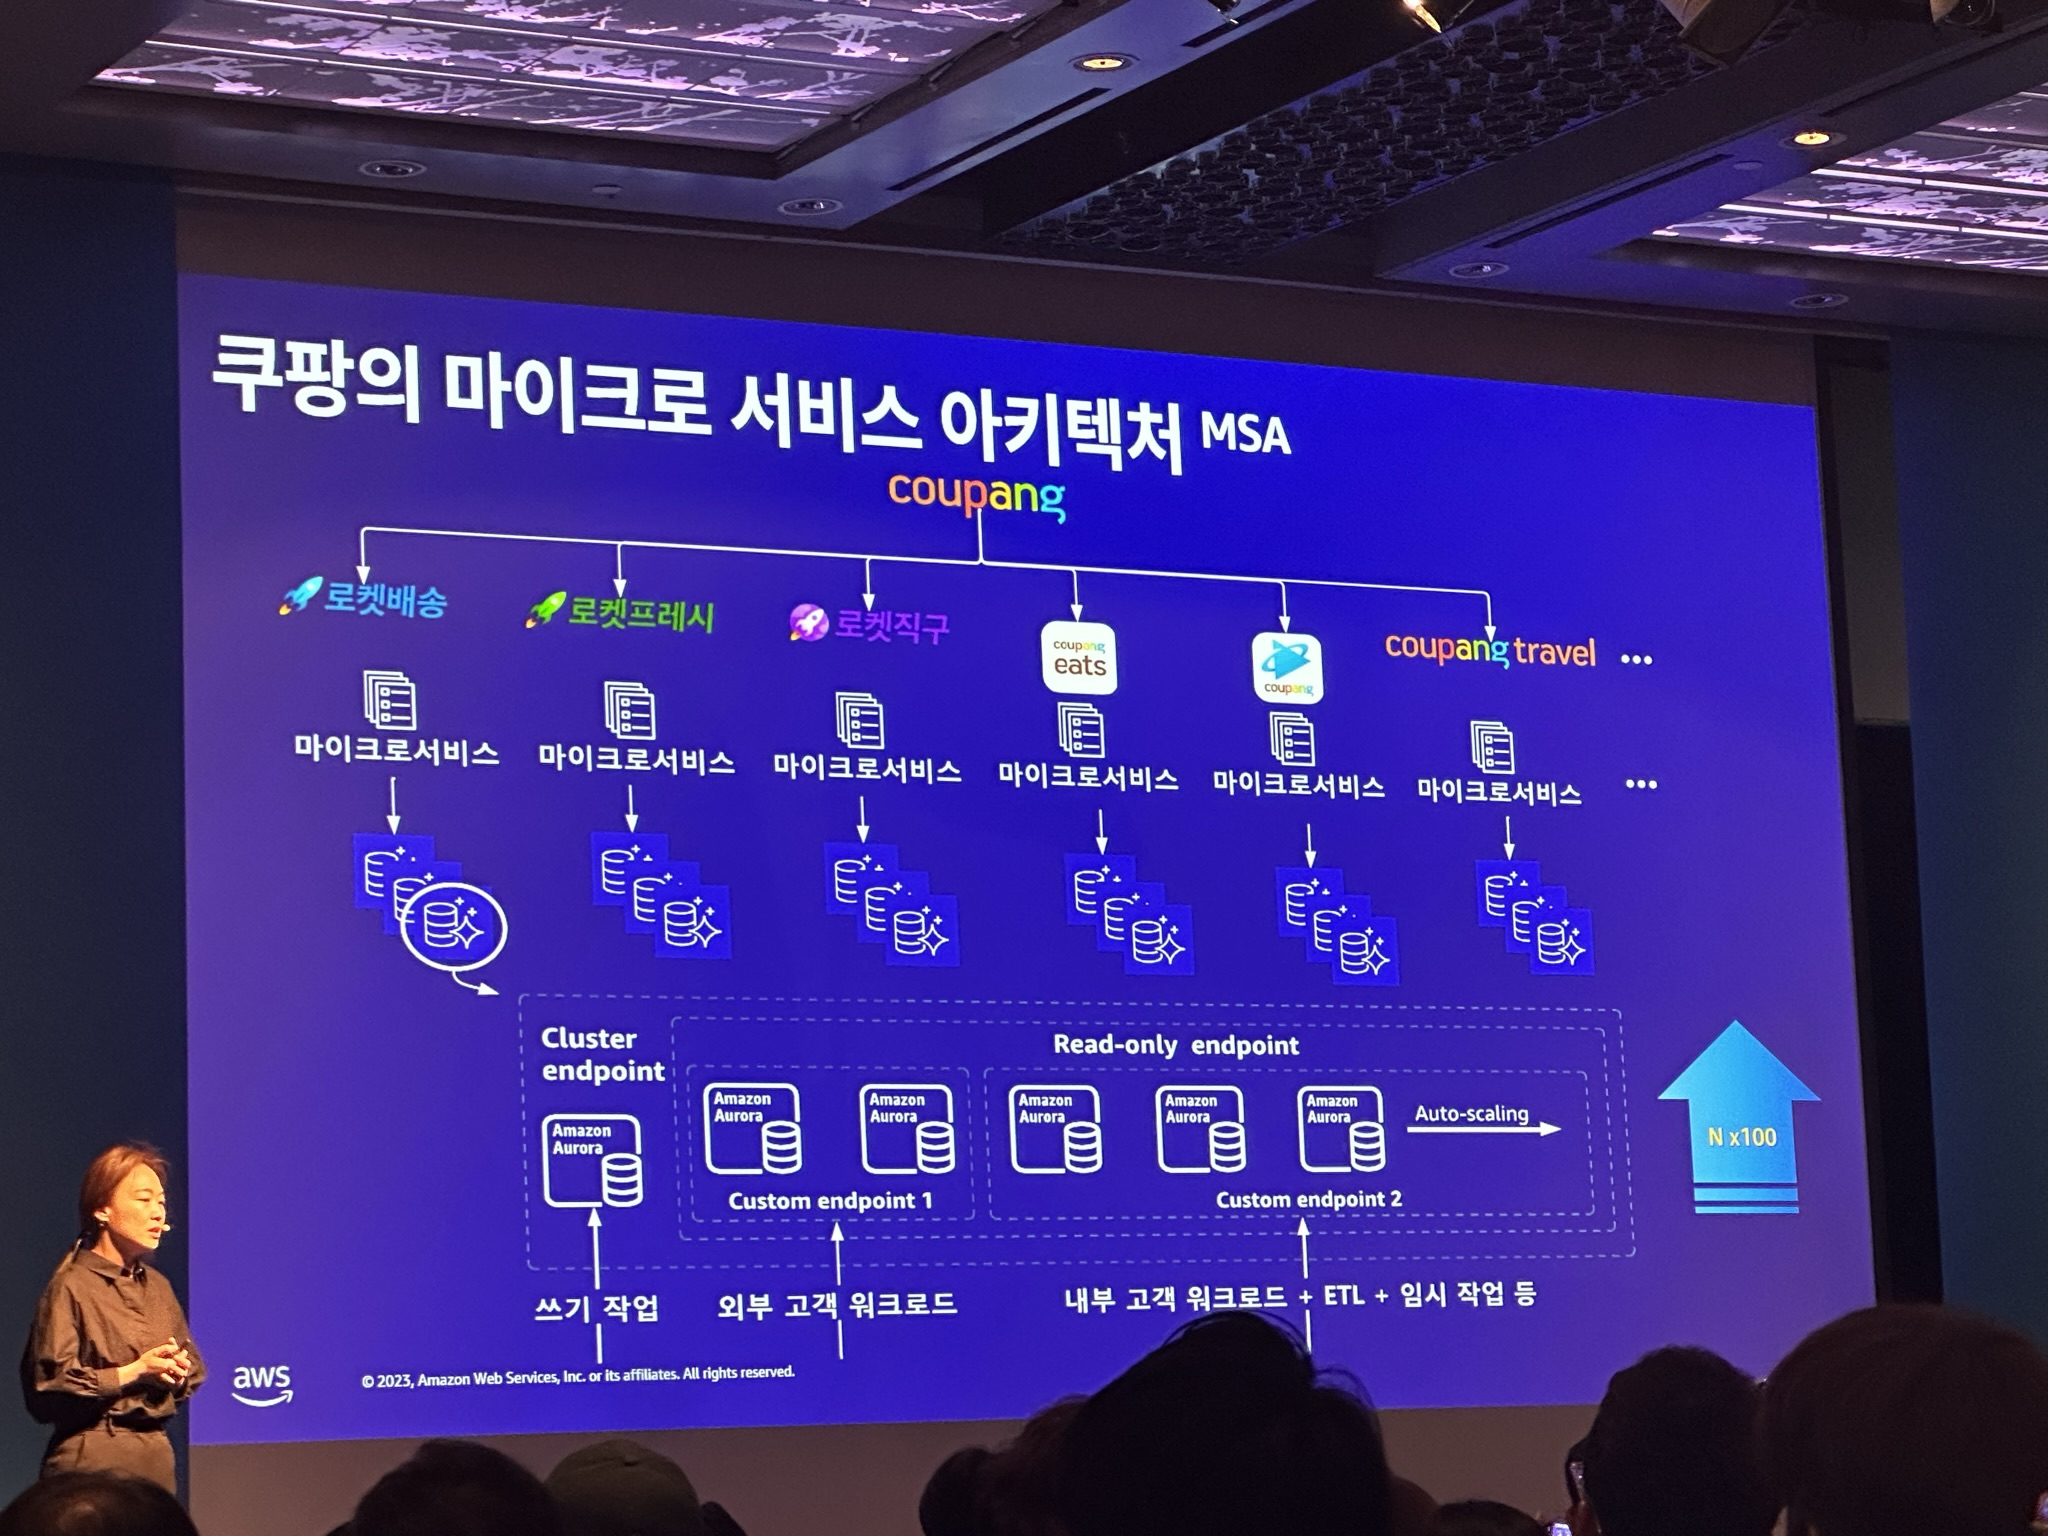 쿠팡의 마이크로 서비스 아키텍처 MSA
coupang
로켓배송
로켓프레시
로켓직구
coupang
eats
coupang
coupang travel
...
마이크로서비스
마이크로서비스
마이크로서비스
마이크로서비스
마이크로서비스
마이크로서비스
...
Cluster
endpoint
Read-only endpoint
Amazon
Aurora
Amazon
Aurora
Amazon
Aurora
Amazon
Aurora
Amazon
Aurora
Amazon
Aurora
Auto-scaling
N x100
Custom endpoint 1
Custom endpoint 2
쓰기 작업
외부 고객 워크로드
내부 고객 워크로드 + ETL + 임시 작업 등
aws
© 2023, Amazon Web Services, Inc. or its affiliates. All rights reserved.